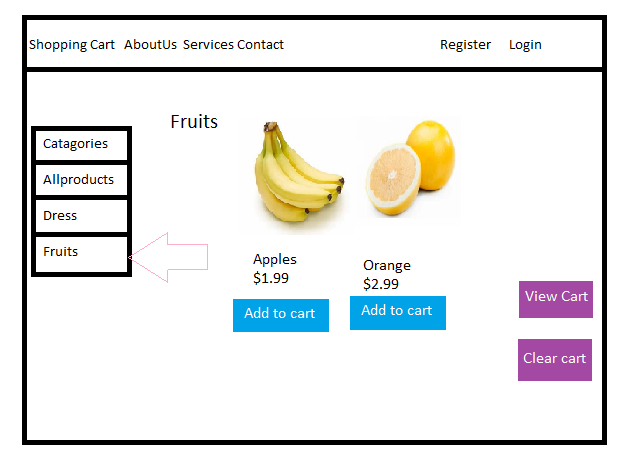 Shopping Cart AboutUs Services Contact Register Login
Catagories
Allproducts
Dress
Fruits
Fruits
Apples
$1.99
Add to cart
Orange
$2.99
Add to cart
View Cart
Clear cart